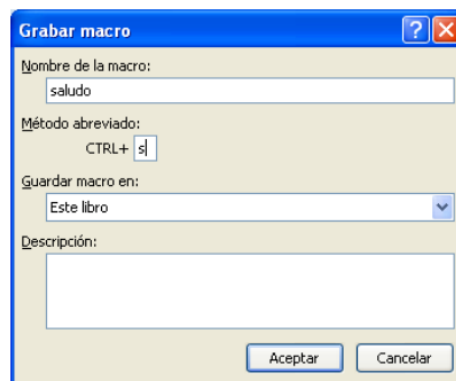 Grabar macro
Nombre de la macro:
saludo
Método abreviado:
CTRL+ s
Guardar macro en:
Este libro
Descripción:
Aceptar Cancelar